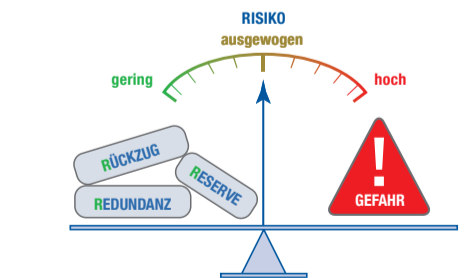 RISIKO
ausgewogen
gering
hoch
RÜCKZUG
RESERVE
REDUNDANZ
!
GEFAHR